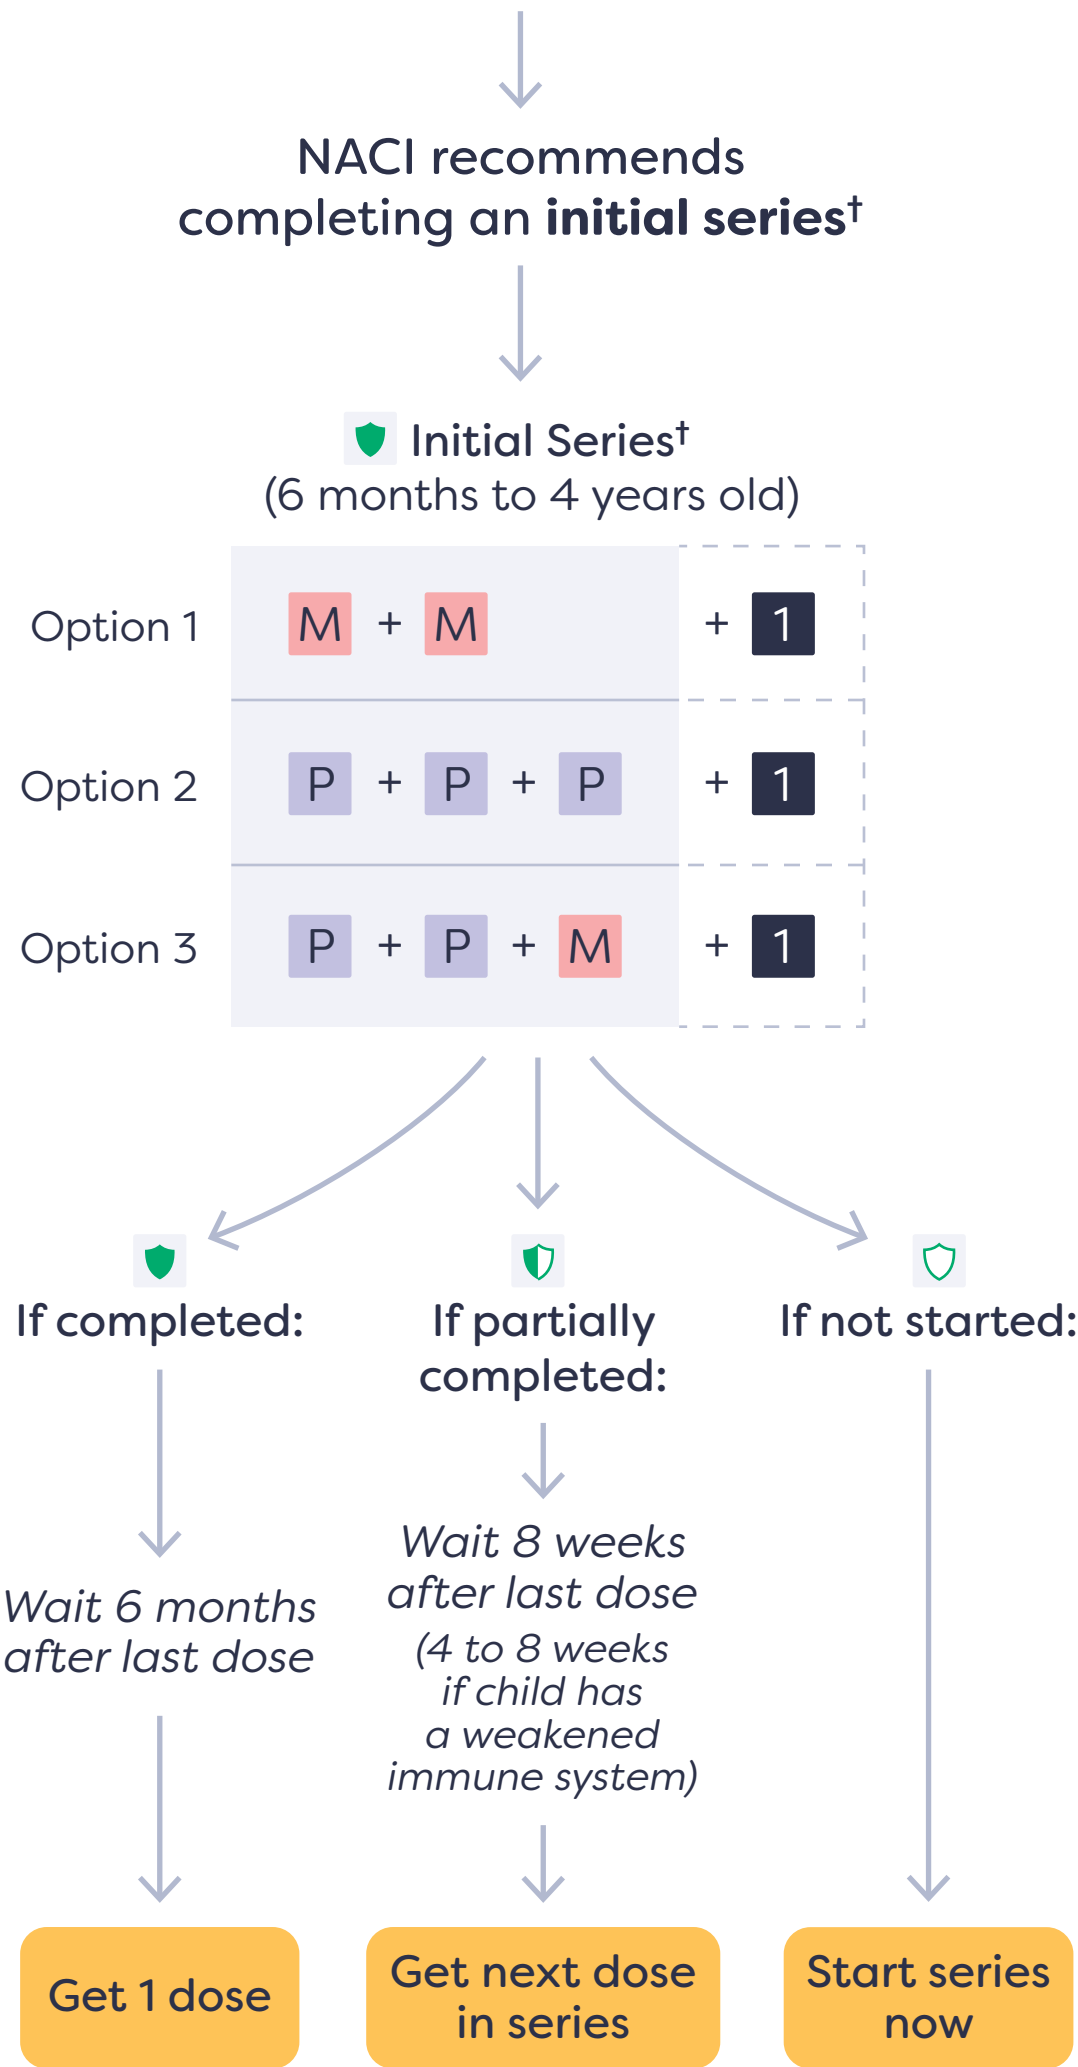 NACI recommends
completing an initial series†
Initial Series†
(6 months to 4 years old)
Option 1 M + M + 1
Option 2 P + P + P + 1
Option 3 P + P + M + 1
If completed:
Wait 6 months
after last dose
Get 1 dose
If partially
completed:
Wait 8 weeks
after last dose
(4 to 8 weeks
if child has
a weakened
immune system)
Get next dose
in series
If not started:
Start series
now